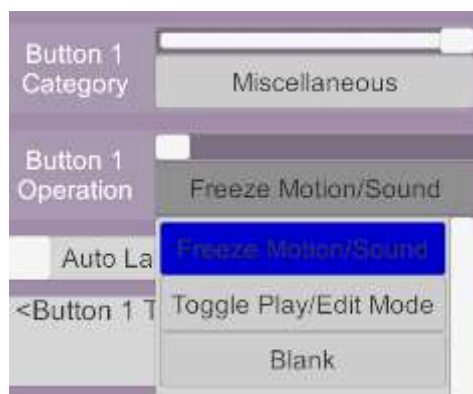 Button 1
Category
Miscellaneous
Button 1
Operation
Freeze Motion/Sound
Freeze Motion/Sound
Auto La
Toggle Play/Edit Mode
<Button 1 T
Blank